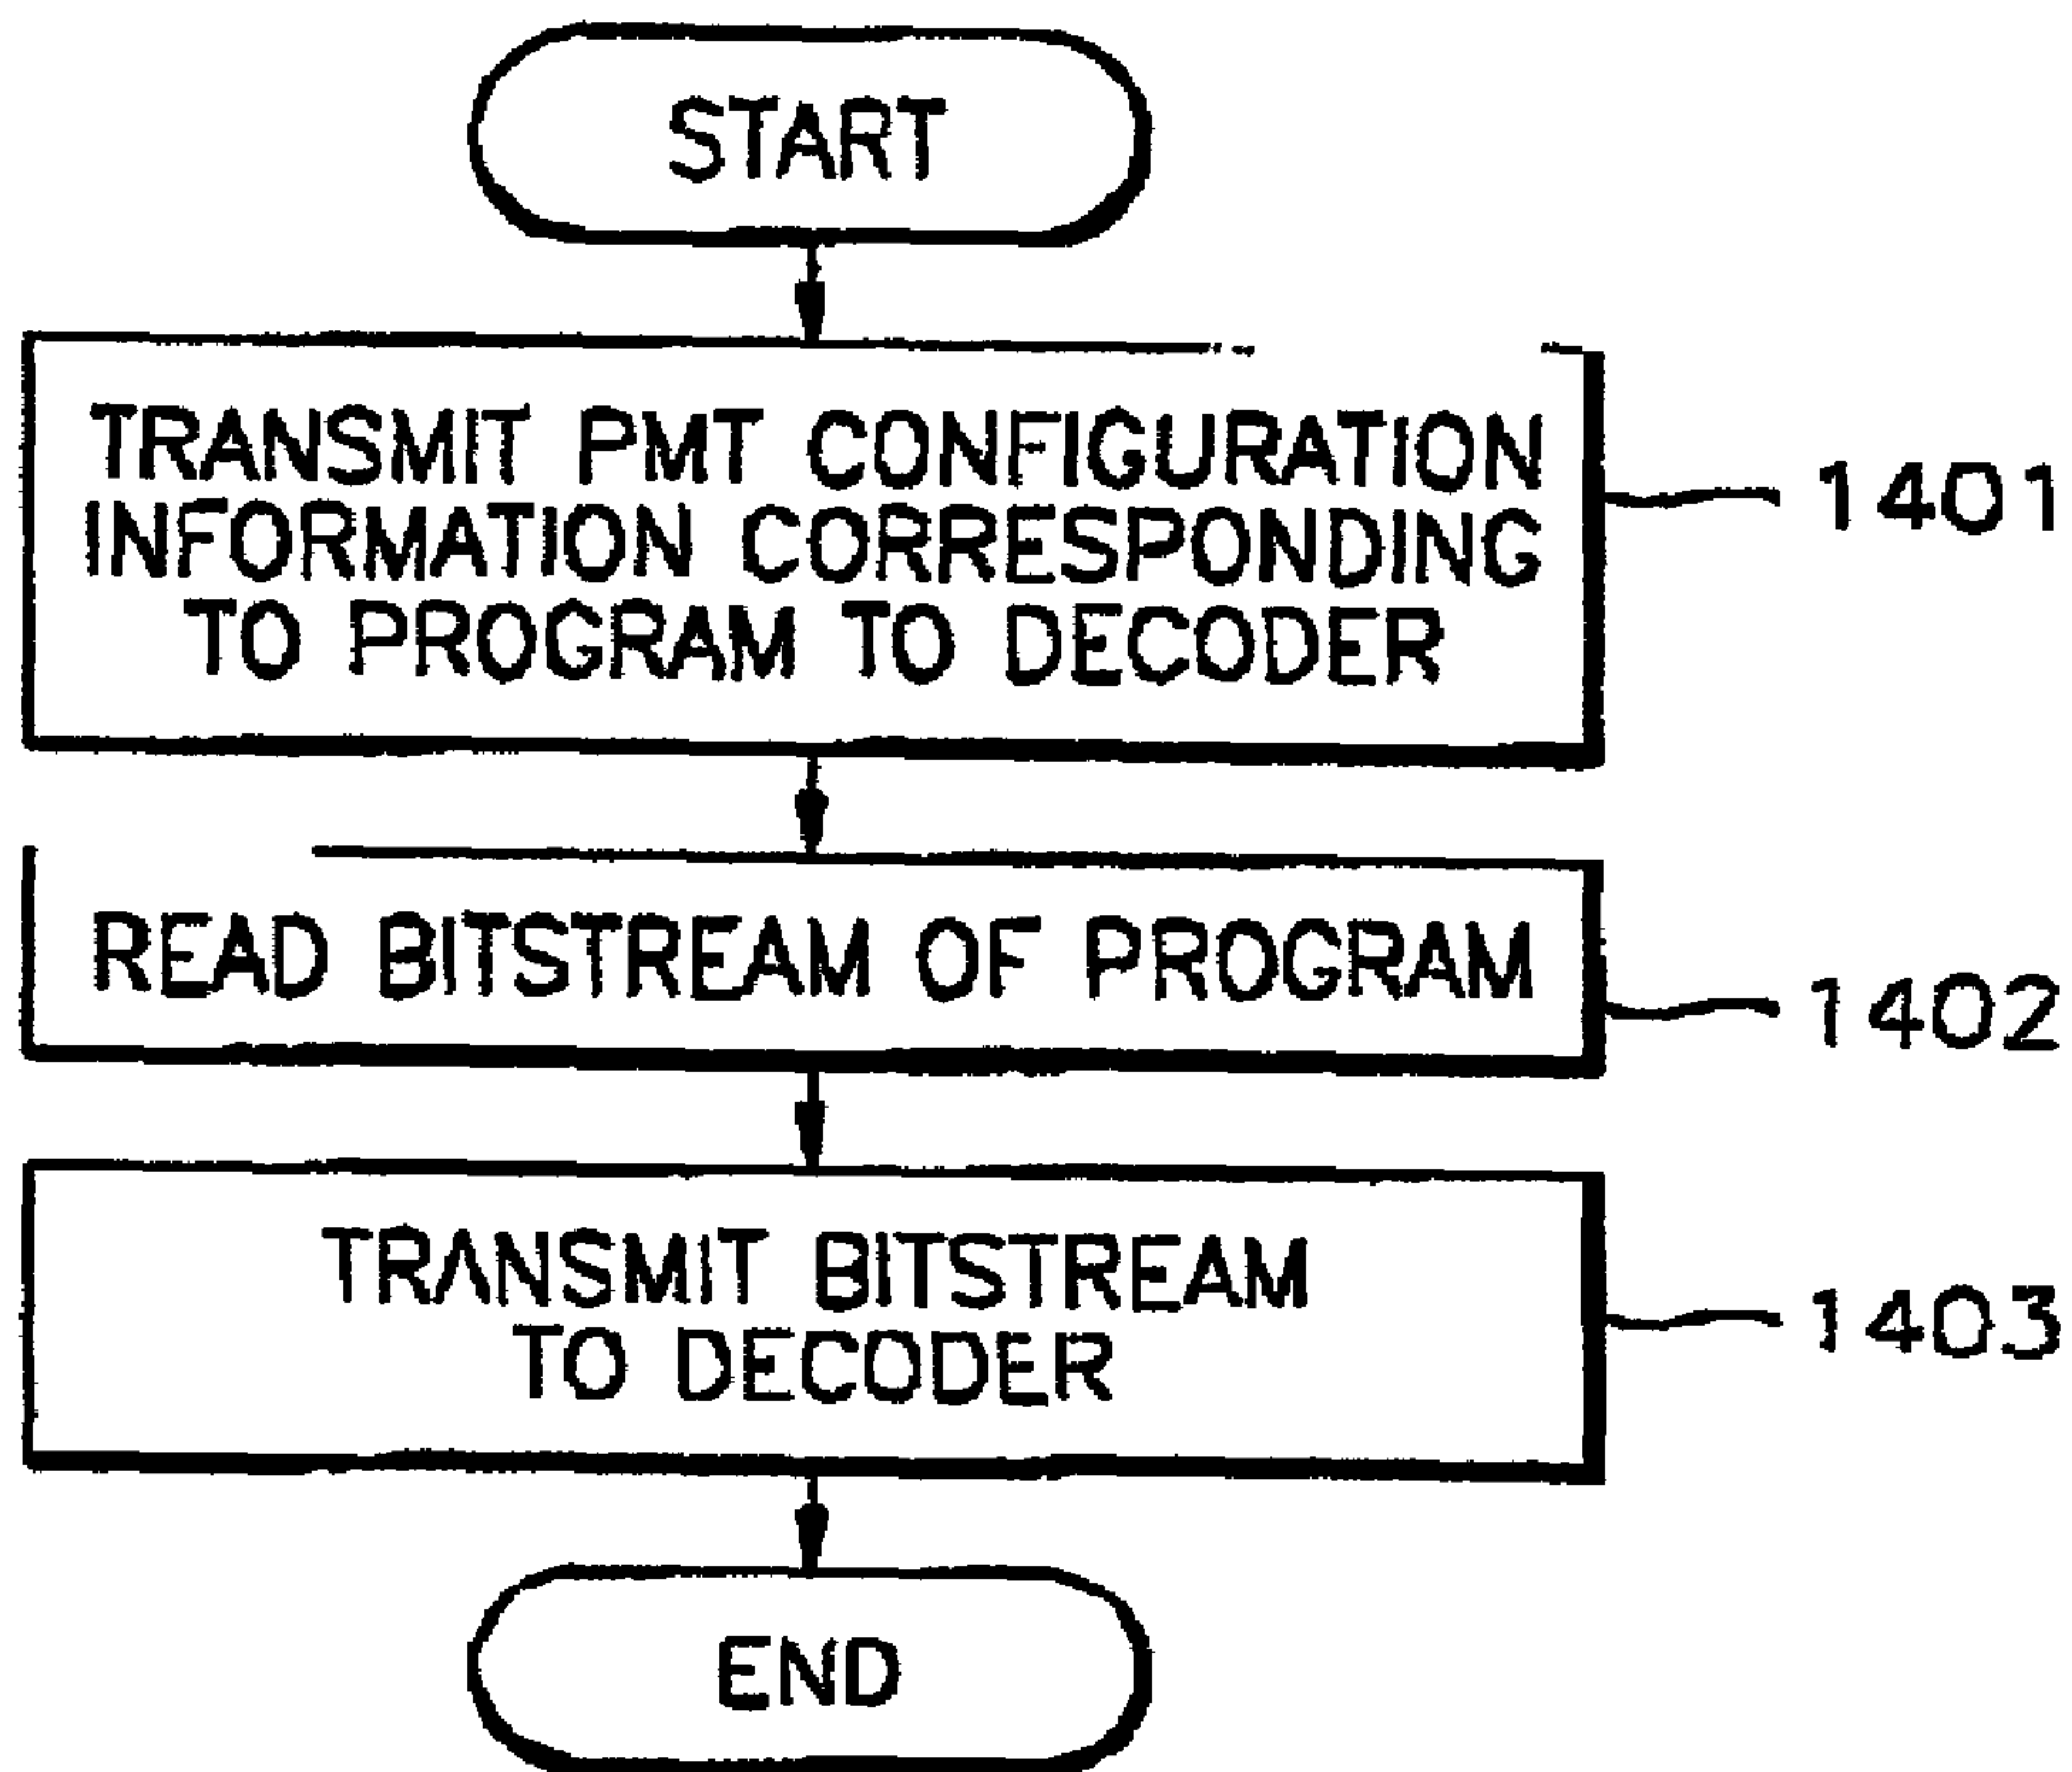 START
TRANSMIT PMT CONFIGURATION
INFORMATION CORRESPONDING
TO PROGRAM TO DECODER
1401
READ BITSTREAM OF PROGRAM
1402
TRANSMIT BITSTREAM
TO DECODER
1403
END